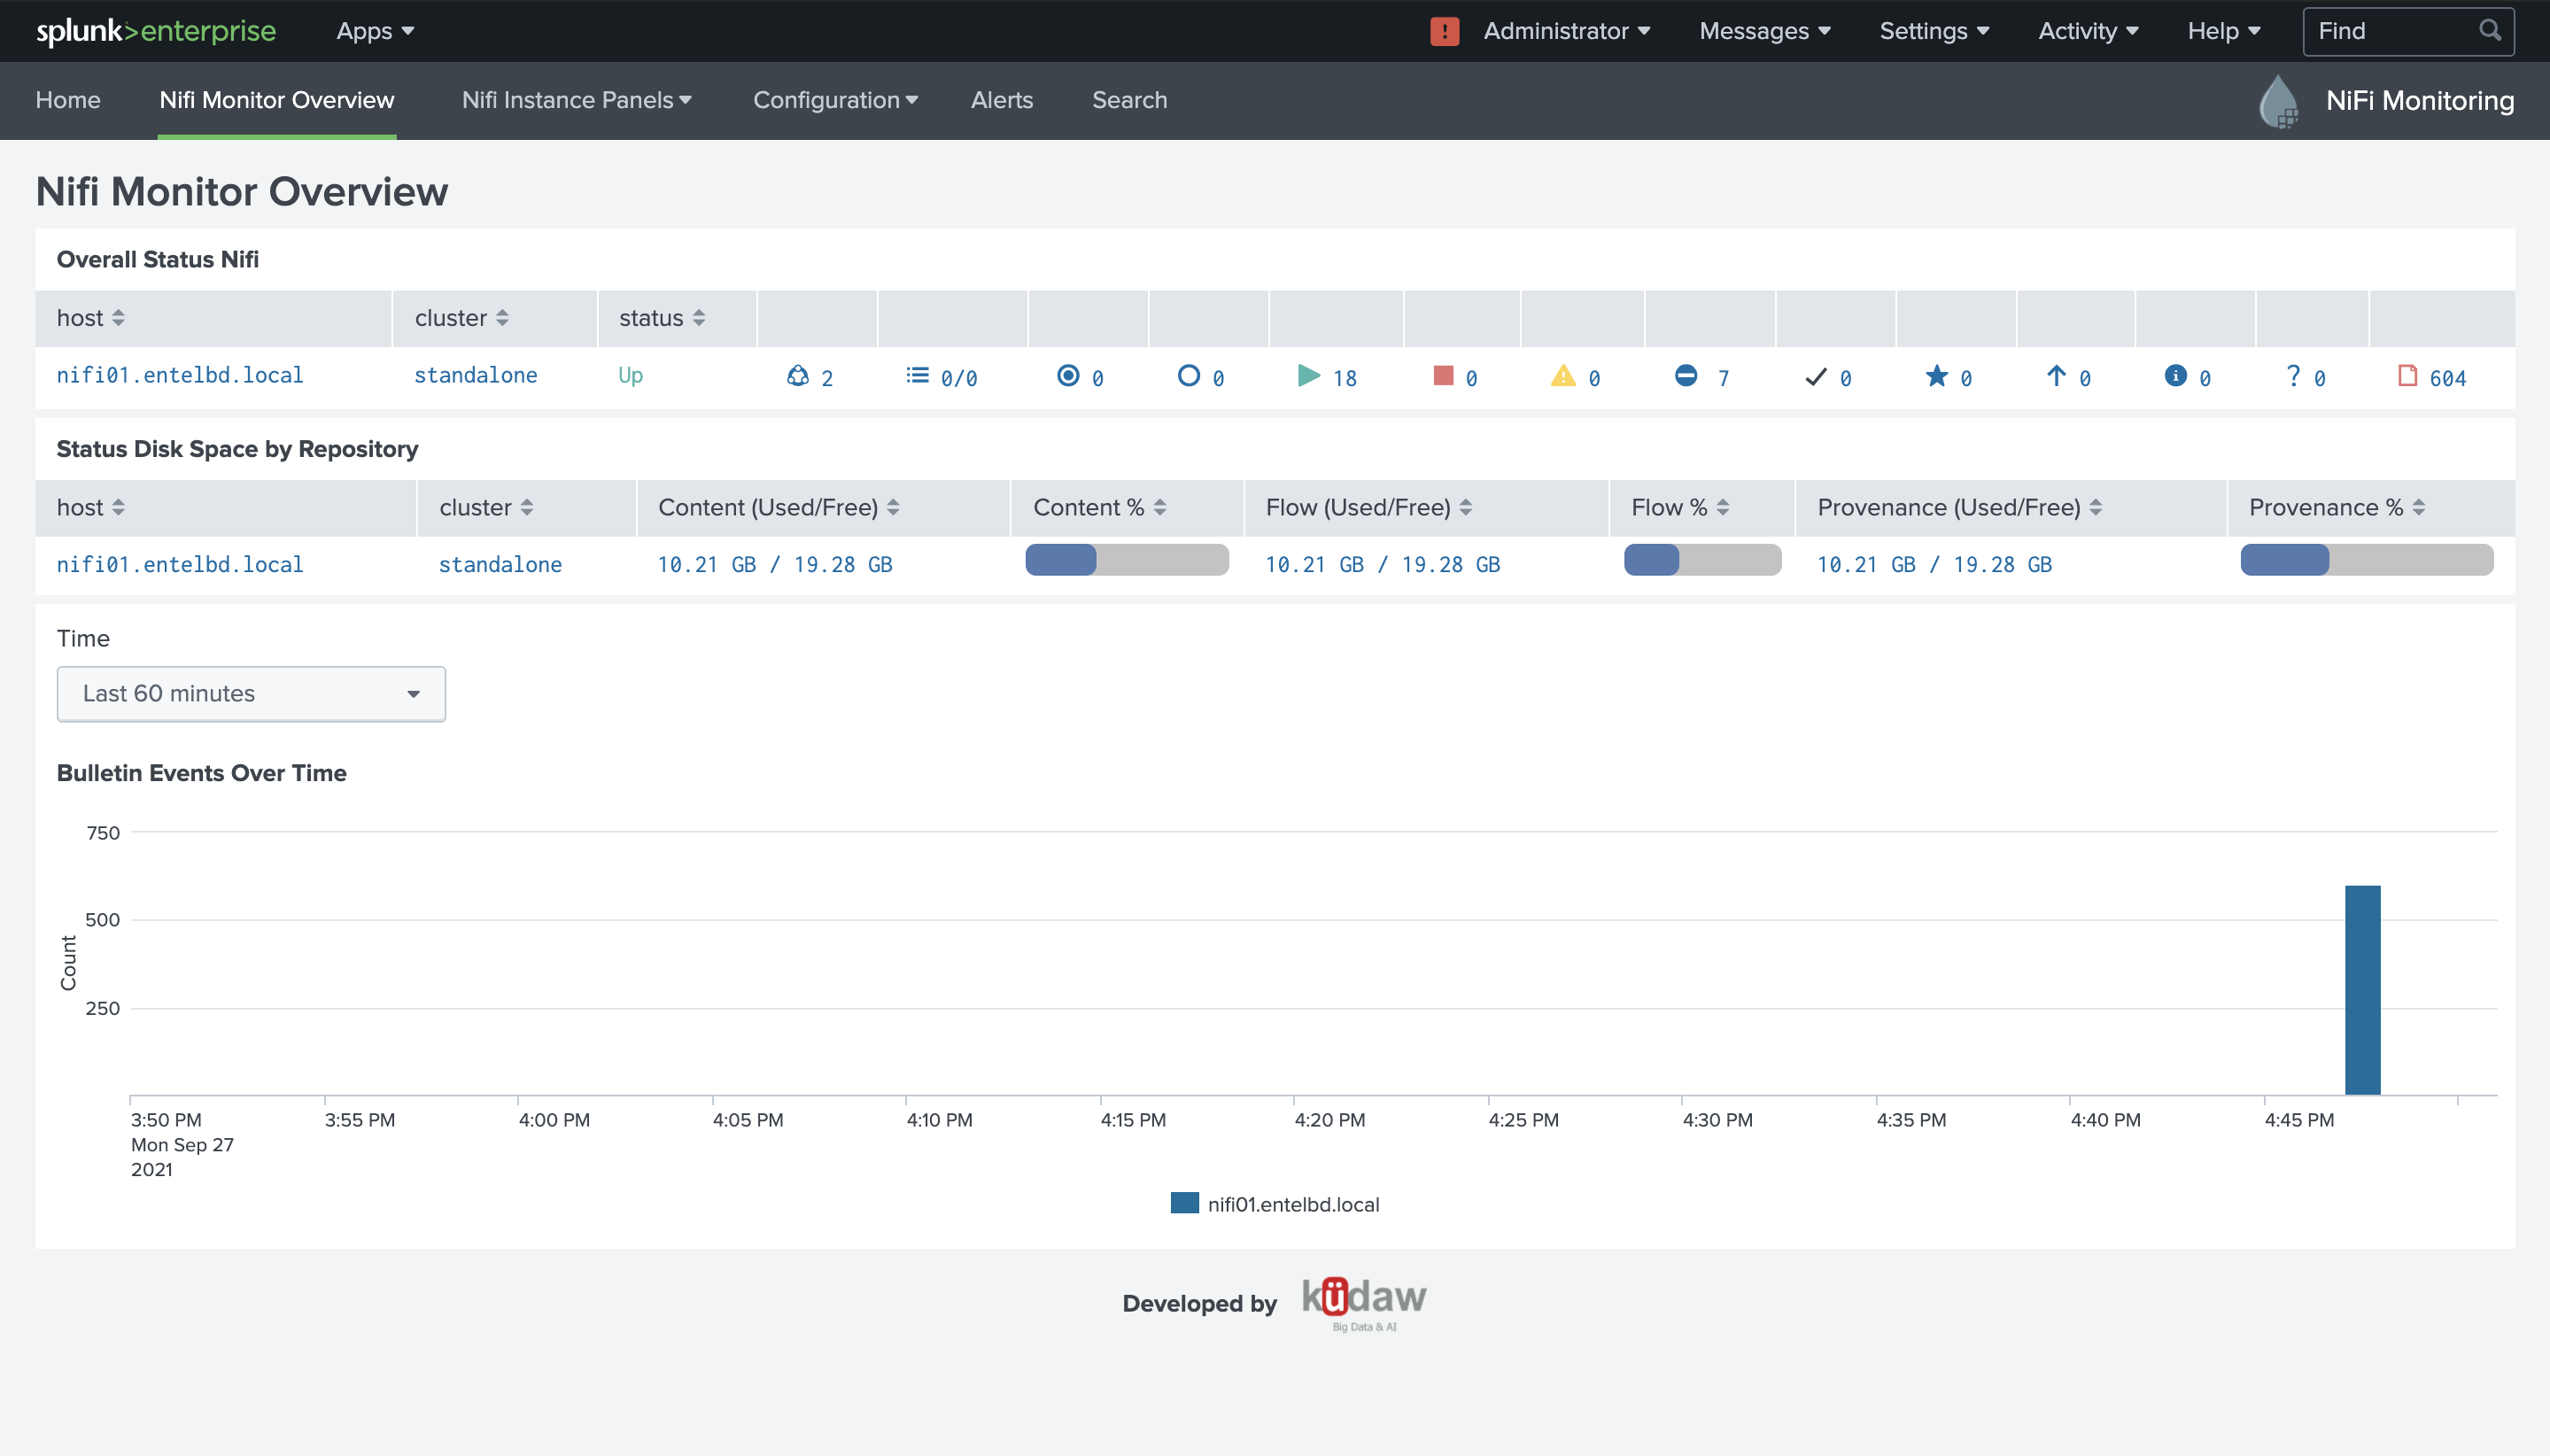 splunk>enterprise Apps Administrator Messages Settings Activity Help Find
Home Nifi Monitor Overview Nifi Instance Panels Configuration Alerts Search NiFi Monitoring
Nifi Monitor Overview
Overall Status Nifi
host cluster status
nifi01.entelbd.local standalone Up 2 0/0 0 0 18 0 0 7 0 0 0 0 ? 0 604
Status Disk Space by Repository
host cluster Content (Used/Free) Content % Flow (Used/Free) Flow % Provenance (Used/Free) Provenance %
nifi01.entelbd.local standalone 10.21 GB / 19.28 GB 10.21 GB / 19.28 GB 10.21 GB / 19.28 GB
Time
Last 60 minutes
Bulletin Events Over Time
750
500
250
Count
3:50 PM 3:55 PM 4:00 PM 4:05 PM 4:10 PM 4:15 PM 4:20 PM 4:25 PM 4:30 PM 4:35 PM 4:40 PM 4:45 PM
Mon Sep 27
2021
nifi01.entelbd.local
Developed by küdaw
Big Data & AI